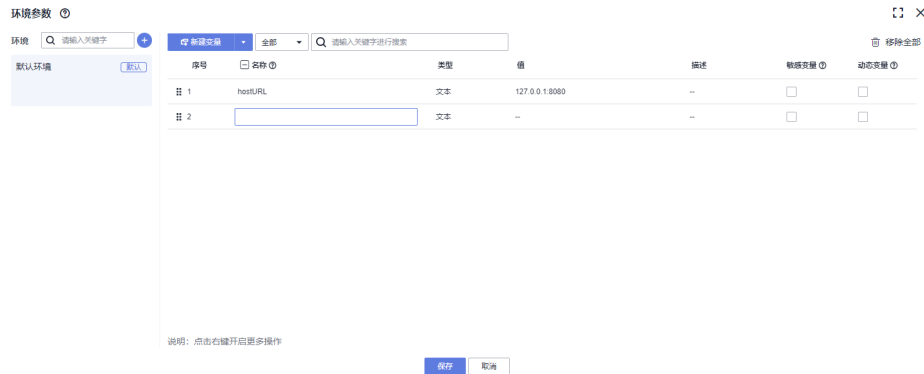 环境参数
环境 请输入关键字
默认环境 默认
新建变量 全部 请输入关键字进行搜索 移除全部
序号 名称 类型 值 描述 敏感变量 动态变量
1 hostURL 文本 127.0.0.1:8080 --
2 文本 -- --
说明：点击右键开启更多操作
保存 取消